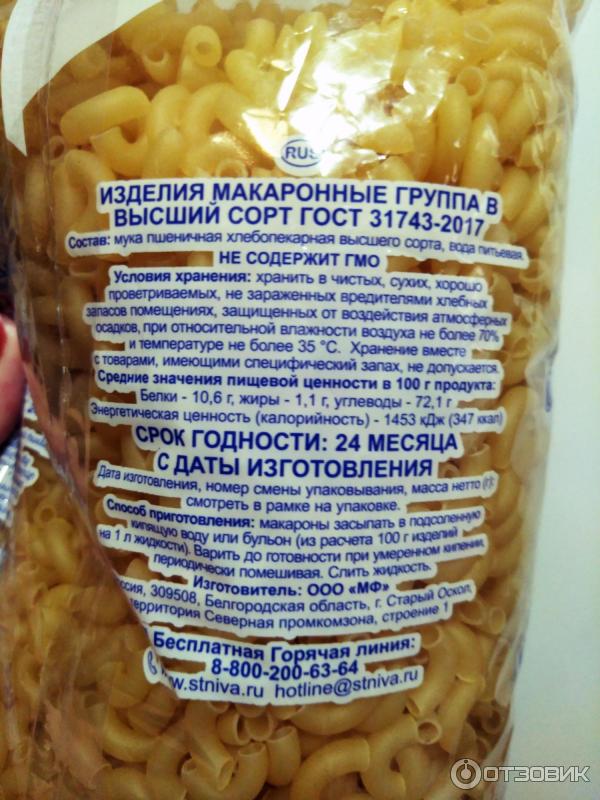 RUS
ИЗДЕЛИЯ МАКАРОННЫЕ ГРУППА В
ВЫСШИЙ СОРТ ГОСТ 31743-2017
Состав: мука пшеничная хлебопекарная высшего сорта, вода питьевая.
НЕ СОДЕРЖИТ ГМО
Условия хранения: хранить в чистых, сухих, хорошо
проветриваемых, не зараженных вредителями хлебных
запасов помещениях, защищенных от воздействия атмосферных
осадков, при относительной влажности воздуха не более 70%
и температуре не более 35 °С. Хранение вместе
с товарами, имеющими специфический запах, не допускается.
Средние значения пищевой ценности в 100 г продукта:
Белки - 10,6 г, жиры - 1,1 г, углеводы - 72,1 г
Энергетическая ценность (калорийность) - 1453 кДж (347 ккал)
СРОК ГОДНОСТИ: 24 МЕСЯЦА
С ДАТЫ ИЗГОТОВЛЕНИЯ
Дата изготовления, номер смены упаковывания, масса нетто (г):
смотреть в рамке на упаковке.
Способ приготовления: макароны засыпать в подсоленную
кипящую воду или бульон (из расчета 100 г изделий
на 1 л жидкости). Варить до готовности при умеренном кипении,
периодически помешивая. Слить жидкость.
Изготовитель: ООО «МФ»
Россия, 309508, Белгородская область, г. Старый Оскол,
территория Северная промкомзона, строение 1
Бесплатная Горячая линия:
8-800-200-63-64
www.stniva.ru hotline@stniva.ru
ОТЗОВИК